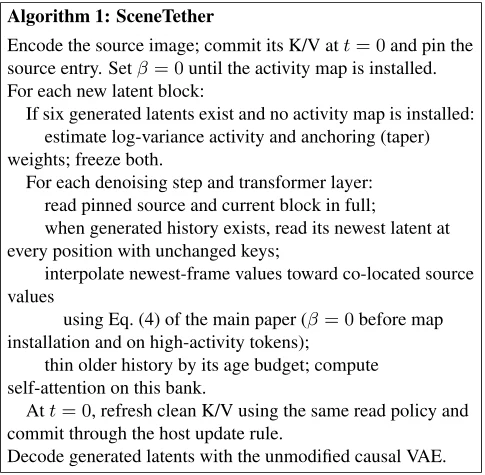 Algorithm 1: SceneTether
Encode the source image; commit its K/V at t = 0 and pin the
source entry. Set β = 0 until the activity map is installed.
For each new latent block:
If six generated latents exist and no activity map is installed:
estimate log-variance activity and anchoring (taper)
weights; freeze both.
For each denoising step and transformer layer:
read pinned source and current block in full;
when generated history exists, read its newest latent at
every position with unchanged keys;
interpolate newest-frame values toward co-located source
values
using Eq. (4) of the main paper (β = 0 before map
installation and on high-activity tokens);
thin older history by its age budget; compute
self-attention on this bank.
At t = 0, refresh clean K/V using the same read policy and
commit through the host update rule.
Decode generated latents with the unmodified causal VAE.